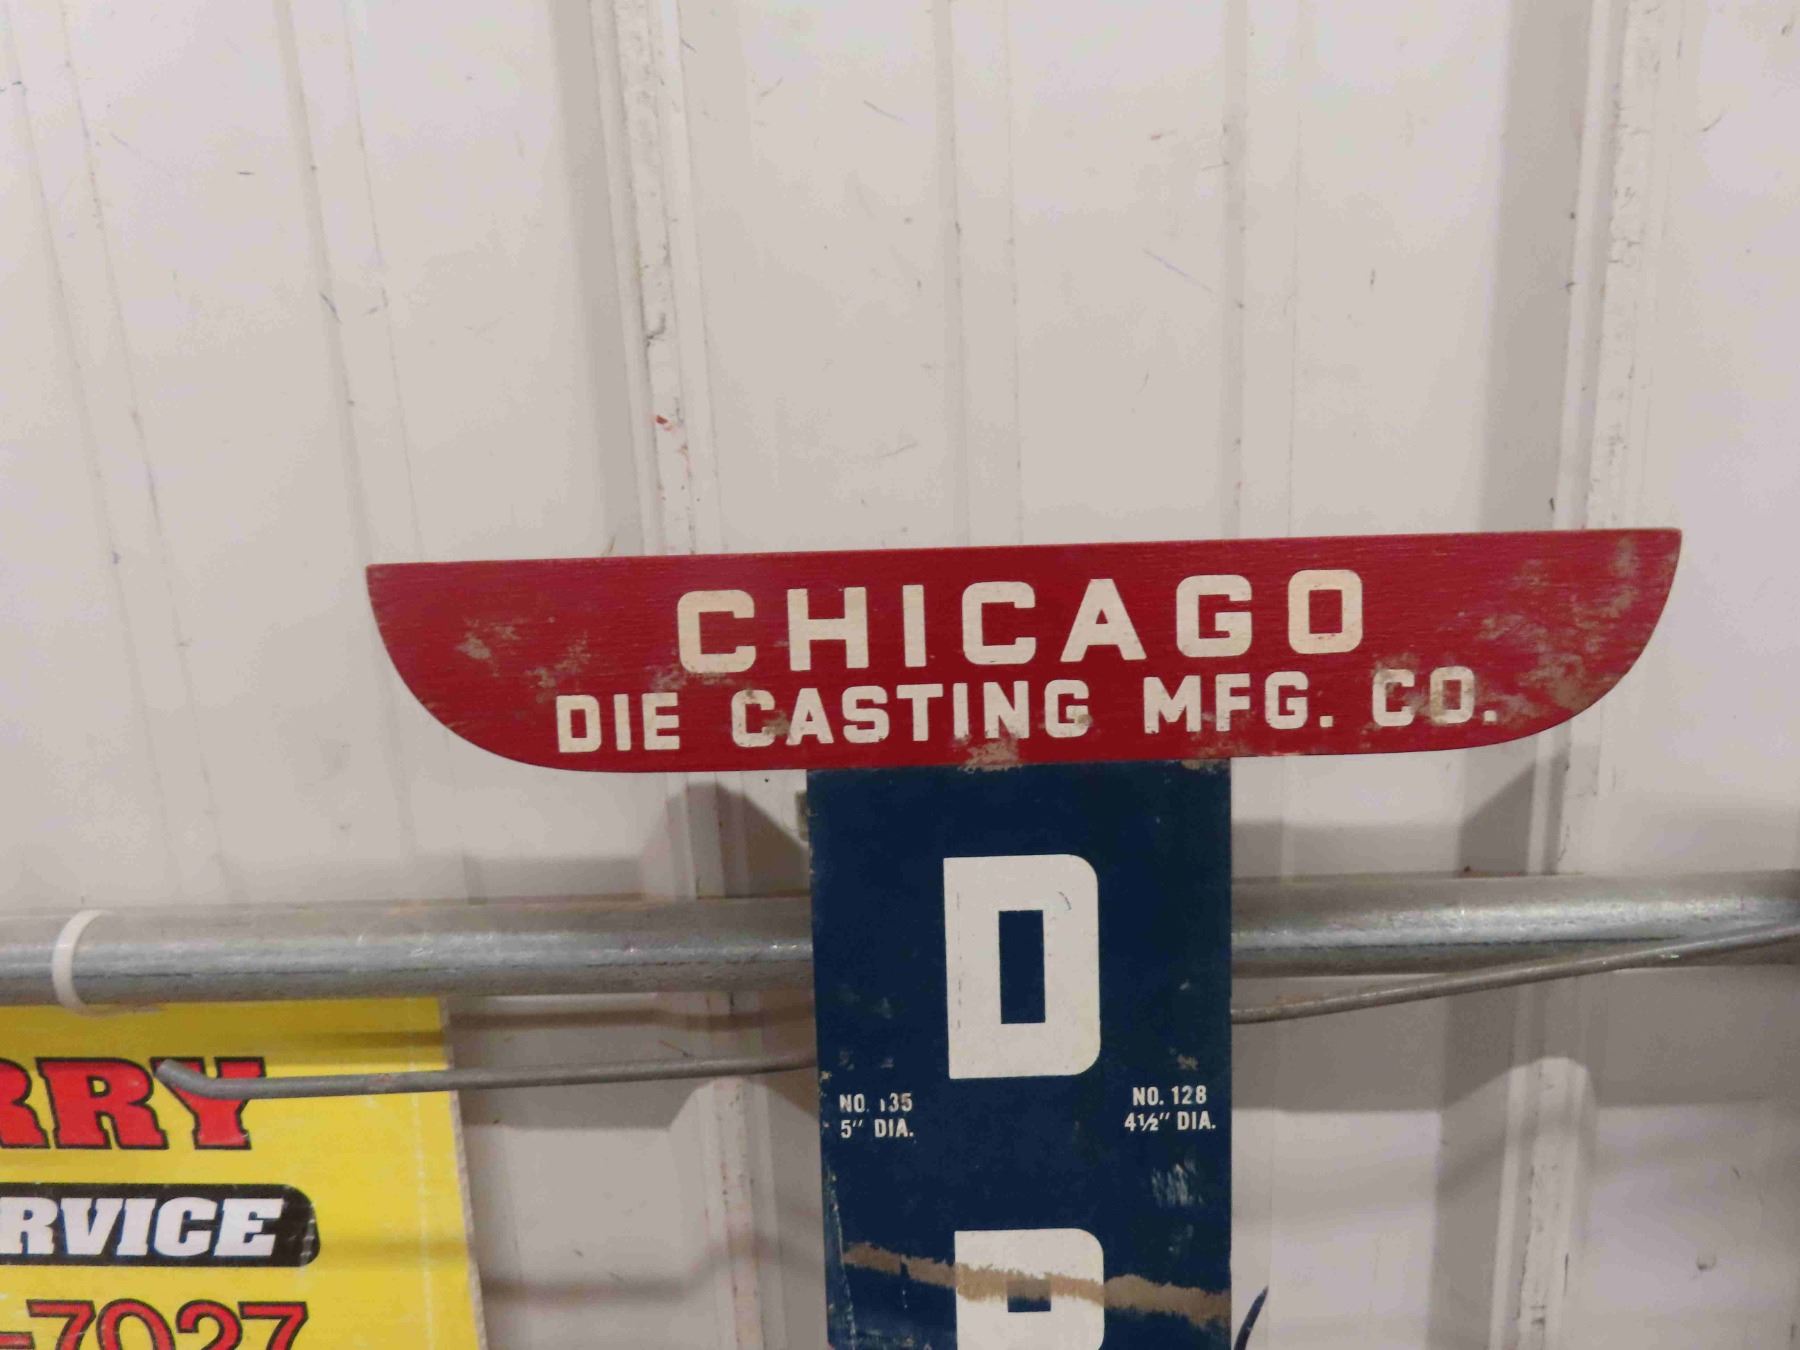 CHICAGO
DIE CASTING MFG. CO.
D
NO. 135
5" DIA.
NO. 128
4½" DIA.
RRY
RVICE
-7027